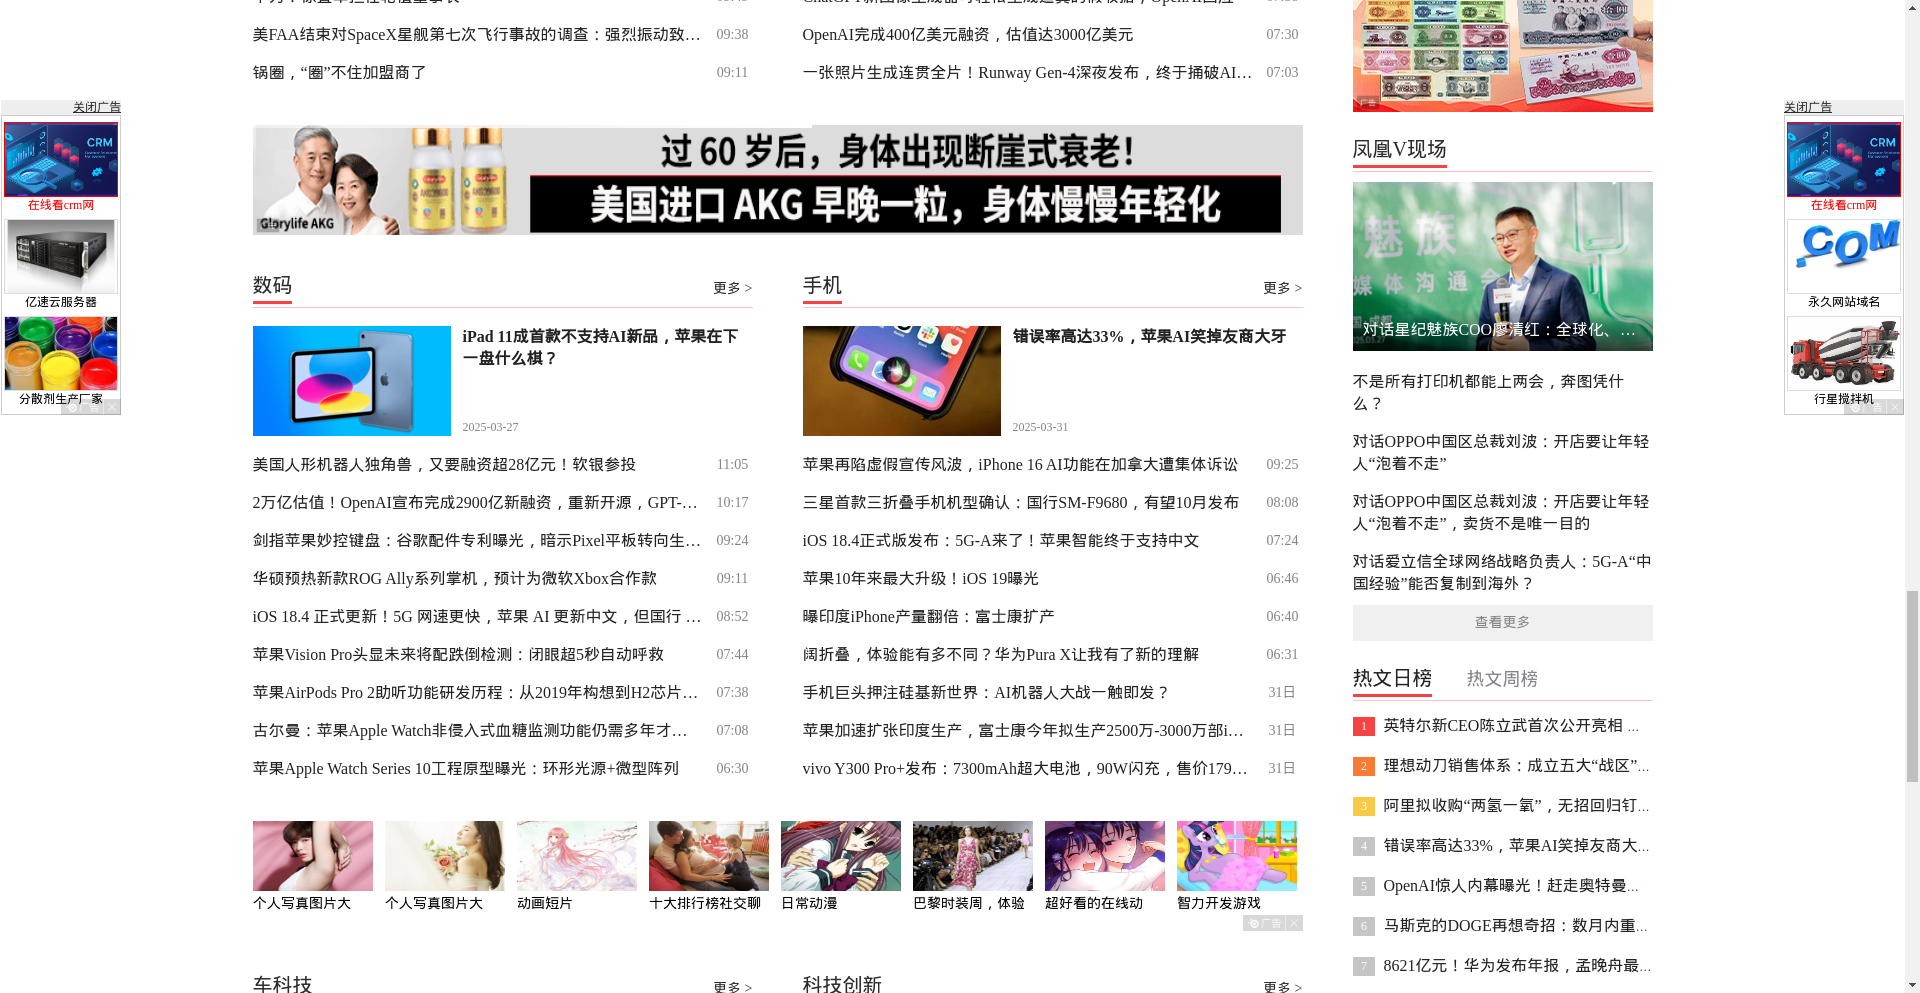 美FAA结束对SpaceX星舰第七次飞行事故的调查：强烈振动致… 09:38
锅圈，“圈”不住加盟商了 09:11
OpenAI完成400亿美元融资，估值达3000亿美元 07:30
一张照片生成连贯全片！Runway Gen-4深夜发布，终于捅破AI… 07:03
广告
关闭广告
CRM
在线看crm网
亿速云服务器
分散剂生产厂家
广告
过 60 岁后，身体出现断崖式衰老！
美国进口 AKG 早晚一粒，身体慢慢年轻化
Glorylife AKG
数码
更多 >
iPad 11成首款不支持AI新品，苹果在下
一盘什么棋？
2025-03-27
美国人形机器人独角兽，又要融资超28亿元！软银参投 11:05
2万亿估值！OpenAI宣布完成2900亿新融资，重新开源，GPT-… 10:17
剑指苹果妙控键盘：谷歌配件专利曝光，暗示Pixel平板转向生… 09:24
华硕预热新款ROG Ally系列掌机，预计为微软Xbox合作款 09:11
iOS 18.4 正式更新！5G 网速更快，苹果 AI 更新中文，但国行 … 08:52
苹果Vision Pro头显未来将配跌倒检测：闭眼超5秒自动呼救 07:44
苹果AirPods Pro 2助听功能研发历程：从2019年构想到H2芯片… 07:38
古尔曼：苹果Apple Watch非侵入式血糖监测功能仍需多年才… 07:08
苹果Apple Watch Series 10工程原型曝光：环形光源+微型阵列 06:30
手机
更多 >
错误率高达33%，苹果AI笑掉友商大牙
2025-03-31
苹果再陷虚假宣传风波，iPhone 16 AI功能在加拿大遭集体诉讼 09:25
三星首款三折叠手机机型确认：国行SM-F9680，有望10月发布 08:08
iOS 18.4正式版发布：5G-A来了！苹果智能终于支持中文 07:24
苹果10年来最大升级！iOS 19曝光 06:46
曝印度iPhone产量翻倍：富士康扩产 06:40
阔折叠，体验能有多不同？华为Pura X让我有了新的理解 06:31
手机巨头押注硅基新世界：AI机器人大战一触即发？ 31日
苹果加速扩张印度生产，富士康今年拟生产2500万-3000万部i… 31日
vivo Y300 Pro+发布：7300mAh超大电池，90W闪充，售价179… 31日
个人写真图片大
个人写真图片大
动画短片
十大排行榜社交聊
日常动漫
巴黎时装周，体验
超好看的在线动
智力开发游戏
广告
车科技
更多 >
科技创新
更多 >
凤凰V现场
魅族
媒体沟通会
对话星纪魅族COO廖清红：全球化、…
不是所有打印机都能上两会，奔图凭什
么？
对话OPPO中国区总裁刘波：开店要让年轻
人“泡着不走”
对话OPPO中国区总裁刘波：开店要让年轻
人“泡着不走”，卖货不是唯一目的
对话爱立信全球网络战略负责人：5G-A“中
国经验”能否复制到海外？
查看更多
热文日榜
热文周榜
1 英特尔新CEO陈立武首次公开亮相 …
2 理想动刀销售体系：成立五大“战区”…
3 阿里拟收购“两氢一氧”，无招回归钉…
4 错误率高达33%，苹果AI笑掉友商大…
5 OpenAI惊人内幕曝光！赶走奥特曼…
6 马斯克的DOGE再想奇招：数月内重…
7 8621亿元！华为发布年报，孟晚舟最…
关闭广告
CRM
在线看crm网
COM
永久网站域名
行星搅拌机
广告